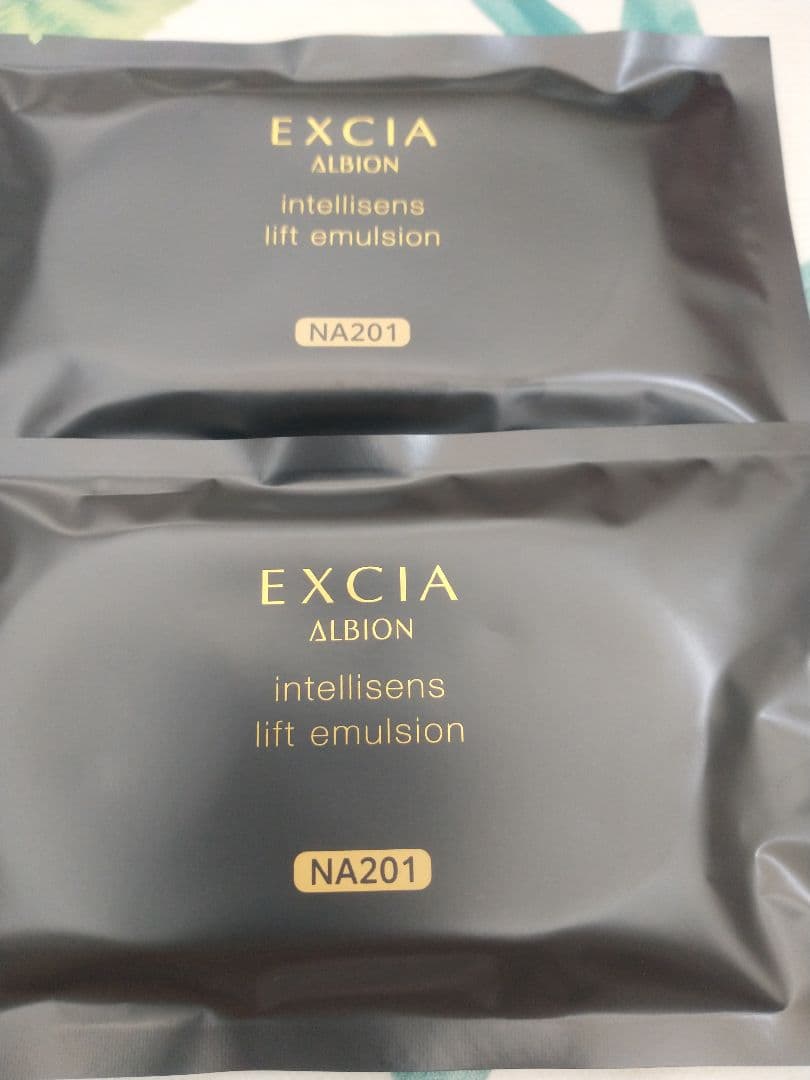 EXCIA
ALBION
intellisens
lift emulsion
NA201
EXCIA
ALBION
intellisens
lift emulsion
NA201